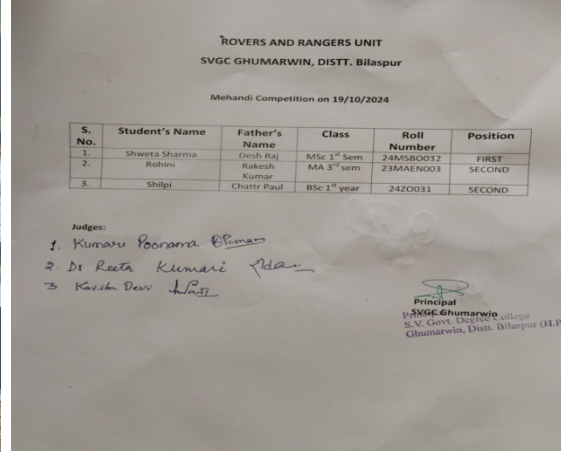 ROVERS AND RANGERS UNIT
SVGC GHUMARWIN, DISTT. Bilaspur
Mehandi Competition on 19/10/2024
S. No. Student's Name Father's Name Class Roll Number Position
1. Shweta Sharma Desh Raj MSc 1st Sem 24MSBO032 FIRST
2. Rohini Rakesh Kumar MA 3rd sem 23MAEN003 SECOND
3. Shilpi Chattr Paul BSc 1st year 24ZO031 SECOND
Judges:
1. Kumari Poonama
2. Dr Reeta Kumari
3 Kavita Devi
Principal
SVGC Ghumarwin
S.V. Govt. Degree College
Ghumarwin, Distt. Bilaspur (H.P